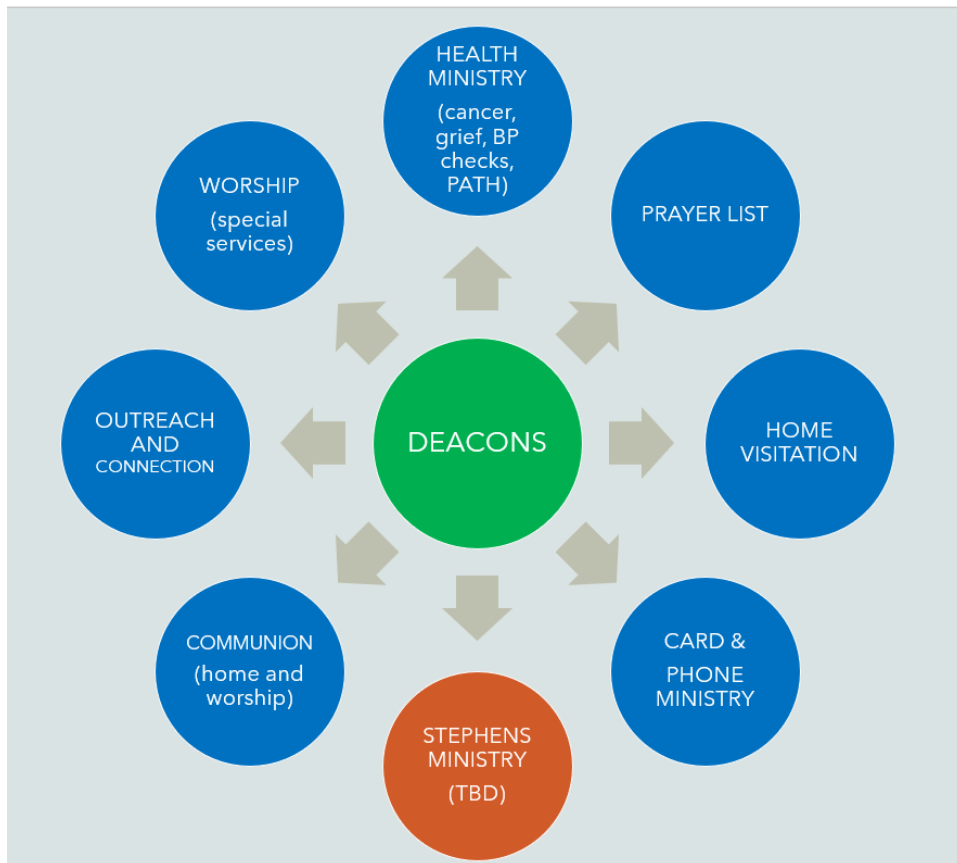 HEALTH
MINISTRY
(cancer,
grief, BP
checks,
PATH)
PRAYER LIST
HOME
VISITATION
CARD &
PHONE
MINISTRY
STEPHENS
MINISTRY
(TBD)
COMMUNION
(home and
worship)
OUTREACH
AND
CONNECTION
WORSHIP
(special
services)
DEACONS